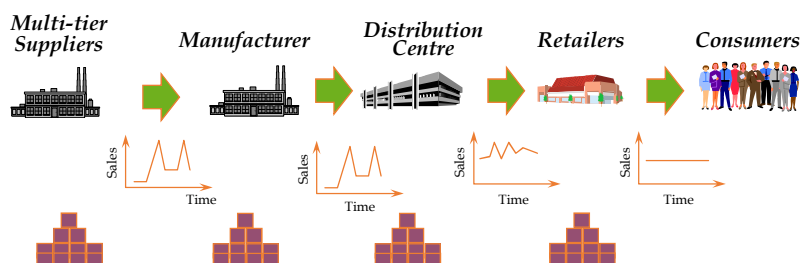 Multi-tier
Suppliers
Manufacturer
Distribution
Centre
Retailers
Consumers
Sales
Time
Sales
Time
Sales
Time
Sales
Time